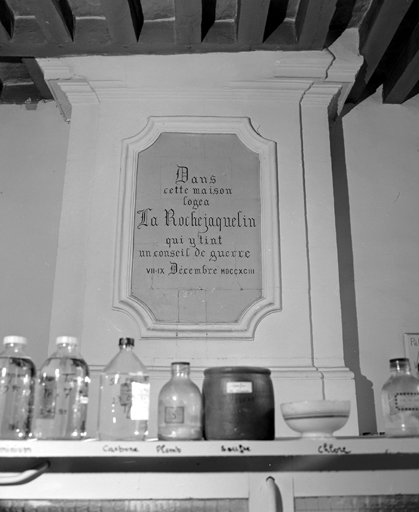 Dans
cette maison
logea
La Rochejaquelin
qui y tint
un conseil de guerre
VII-IX Décembre MDCCXCIII
Carbone Plomb Soufre Chlore